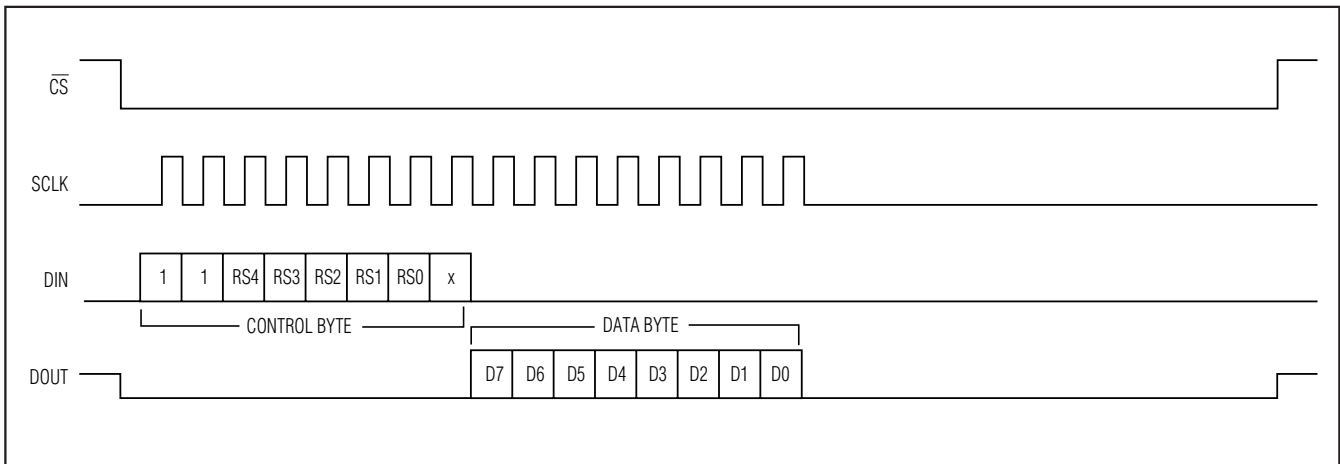 C̅S̅
SCLK
DIN
1 1 RS4 RS3 RS2 RS1 RS0 x
CONTROL BYTE
DATA BYTE
DOUT
D7 D6 D5 D4 D3 D2 D1 D0